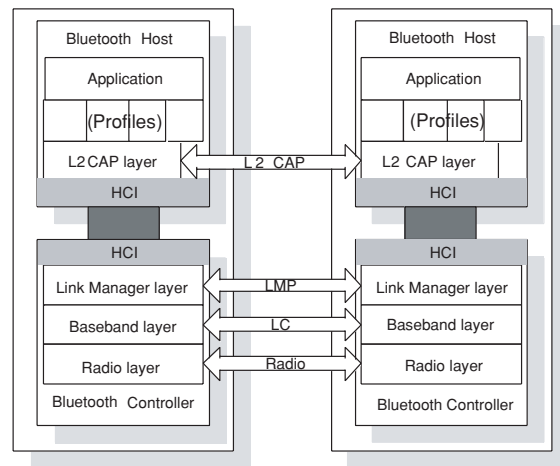 Bluetooth Host
Application
(Profiles)
L2CAP layer
HCI
HCI
Link Manager layer
Baseband layer
Radio layer
Bluetooth Controller
L2 CAP
LMP
LC
Radio
Bluetooth Host
Application
(Profiles)
L2 CAP layer
HCI
HCI
Link Manager layer
Baseband layer
Radio layer
Bluetooth Controller